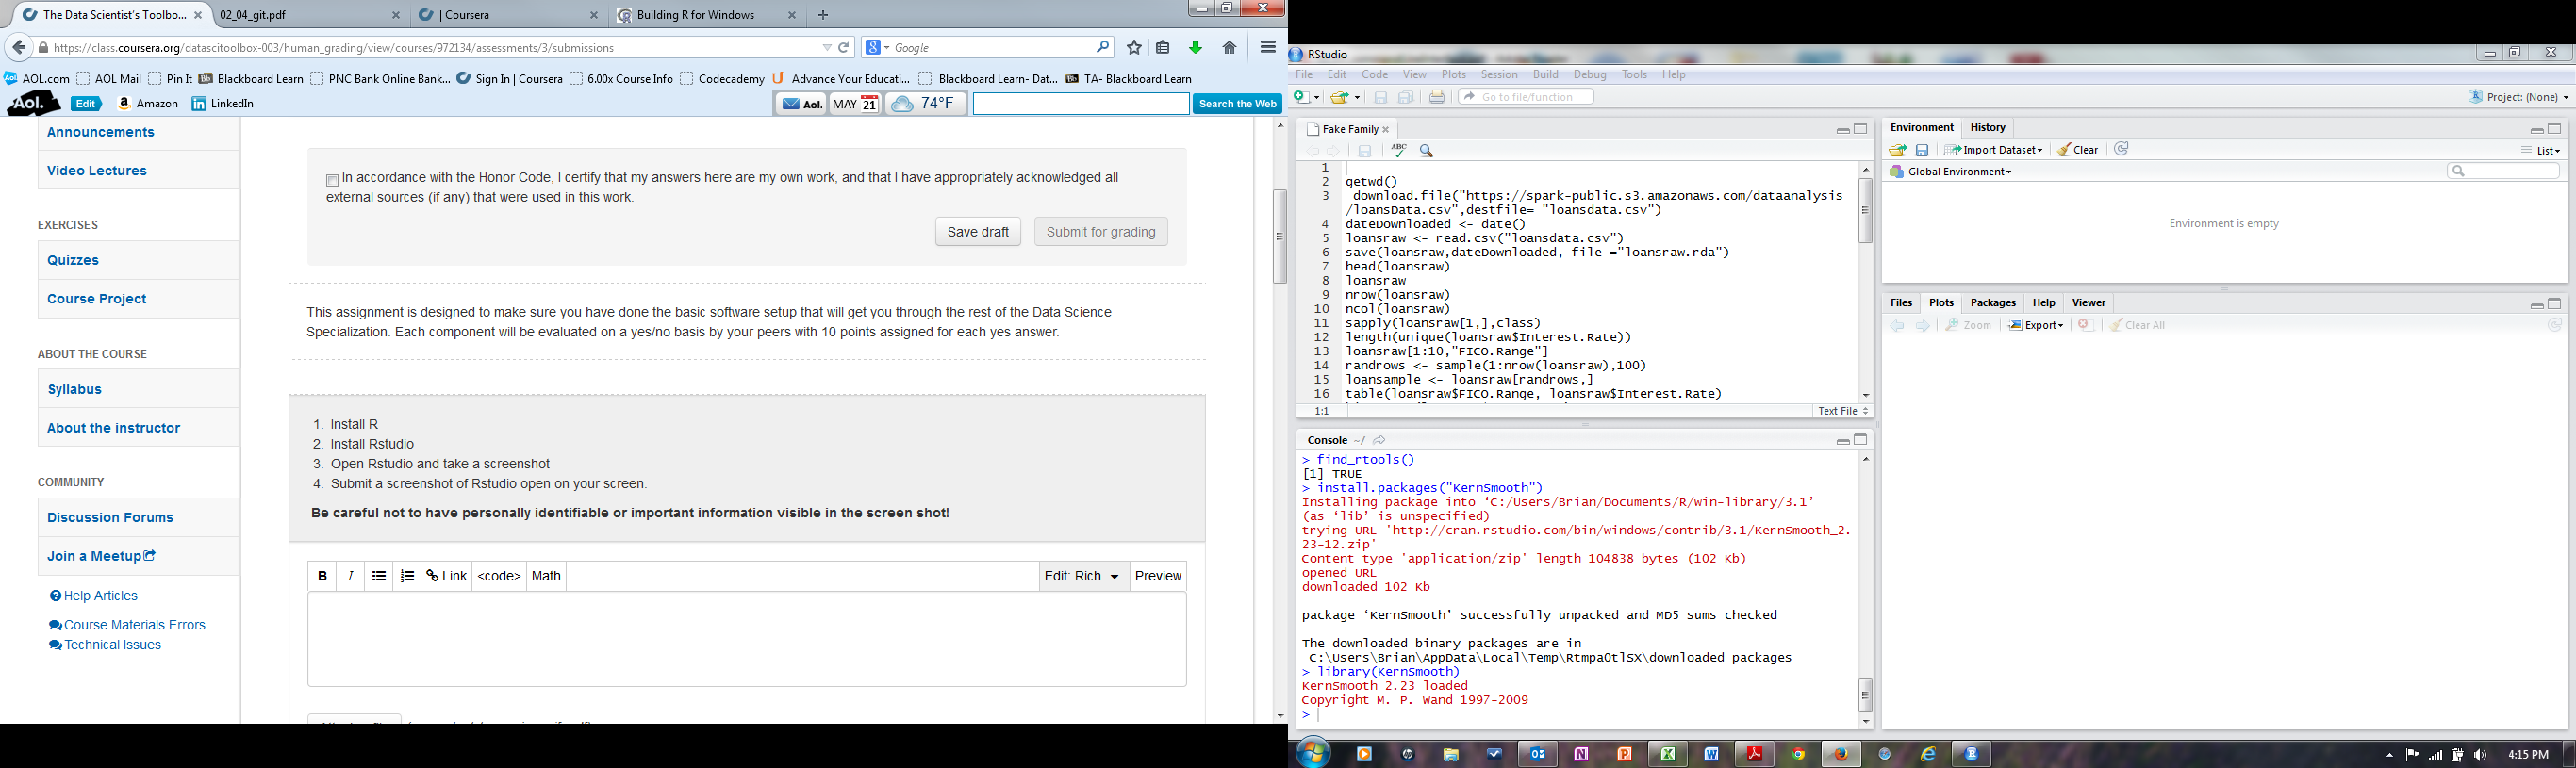 The Data Scientist's Toolbo...
02_04_git.pdf
| Coursera
Building R for Windows
https://class.coursera.org/datascitoolbox-003/human_grading/view/courses/972134/assessments/3/submissions
Google
AOL.com
AOL Mail
Pin It
Blackboard Learn
PNC Bank Online Bank...
Sign In | Coursera
6.00x Course Info
Codecademy
Advance Your Educati...
Blackboard Learn- Dat...
TA- Blackboard Learn
Aol.
Edit
Amazon
LinkedIn
Aol.
MAY 21
74°F
Search the Web
Announcements
Video Lectures
EXERCISES
Quizzes
Course Project
ABOUT THE COURSE
Syllabus
About the instructor
COMMUNITY
Discussion Forums
Join a Meetup
Help Articles
Course Materials Errors
Technical Issues
In accordance with the Honor Code, I certify that my answers here are my own work, and that I have appropriately acknowledged all
external sources (if any) that were used in this work.
Save draft
Submit for grading
This assignment is designed to make sure you have done the basic software setup that will get you through the rest of the Data Science
Specialization. Each component will be evaluated on a yes/no basis by your peers with 10 points assigned for each yes answer.
1. Install R
2. Install Rstudio
3. Open Rstudio and take a screenshot
4. Submit a screenshot of Rstudio open on your screen.
Be careful not to have personally identifiable or important information visible in the screen shot!
B I Link <code> Math
Edit: Rich
Preview
RStudio
File Edit Code View Plots Session Build Debug Tools Help
Go to file/function
Project: (None)
Fake Family
ABC
1
2 getwd()
3 download.file("https://spark-public.s3.amazonaws.com/dataanalysis
/loansData.csv",destfile= "loansdata.csv")
4 dateDownloaded <- date()
5 loansraw <- read.csv("loansdata.csv")
6 save(loansraw,dateDownloaded, file ="loansraw.rda")
7 head(loansraw)
8 loansraw
9 nrow(loansraw)
10 ncol(loansraw)
11 sapply(loansraw[1,],class)
12 length(unique(loansraw$Interest.Rate))
13 loansraw[1:10,"FICO.Range"]
14 randrows <- sample(1:nrow(loansraw),100)
15 loansample <- loansraw[randrows,]
16 table(loansraw$FICO.Range, loansraw$Interest.Rate)
1:1
Text File
Console ~/
> find_rtools()
[1] TRUE
> install.packages("KernSmooth")
Installing package into ‘C:/Users/Brian/Documents/R/win-library/3.1’
(as ‘lib’ is unspecified)
trying URL 'http://cran.rstudio.com/bin/windows/contrib/3.1/KernSmooth_2.
23-12.zip'
Content type 'application/zip' length 104838 bytes (102 Kb)
opened URL
downloaded 102 Kb
package ‘KernSmooth’ successfully unpacked and MD5 sums checked
The downloaded binary packages are in
C:\Users\Brian\AppData\Local\Temp\Rtmpa0tlSX\downloaded_packages
> library(KernSmooth)
KernSmooth 2.23 loaded
Copyright M. P. Wand 1997-2009
>
Environment
History
Import Dataset
Clear
List
Global Environment
Environment is empty
Files Plots Packages Help Viewer
Zoom
Export
Clear All
4:15 PM